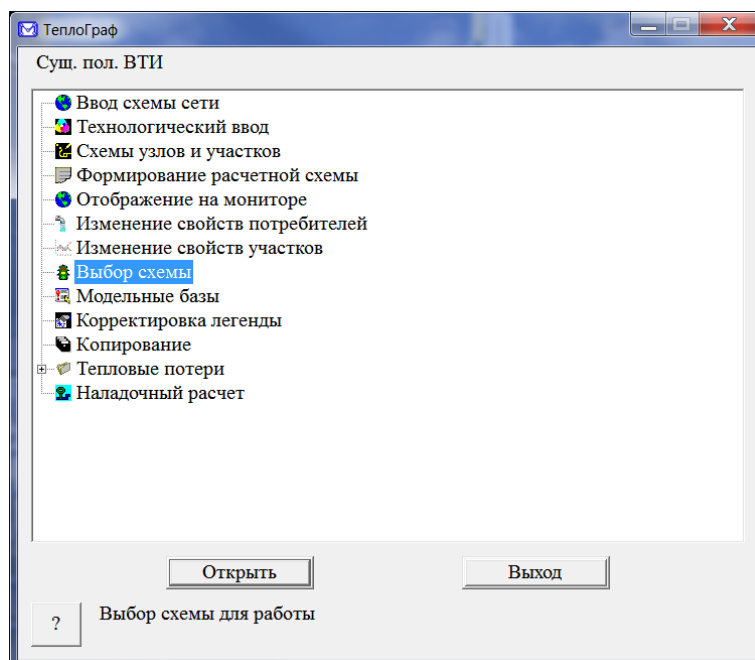 ТеплоГраф
Сущ. пол. ВТИ
Ввод схемы сети
Технологический ввод
Схемы узлов и участков
Формирование расчетной схемы
Отображение на мониторе
Изменение свойств потребителей
Изменение свойств участков
Выбор схемы
Модельные базы
Корректировка легенды
Копирование
Тепловые потери
Наладочный расчет
Открыть Выход
? Выбор схемы для работы